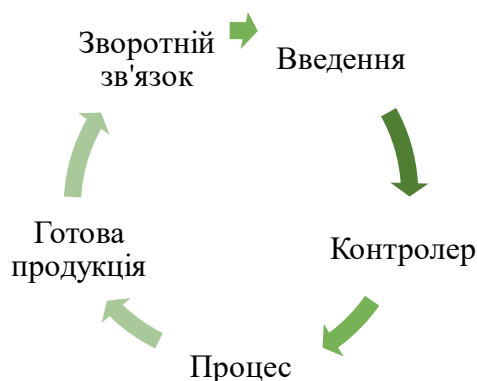 Зворотній
зв'язок
Введення
Контролер
Процес
Готова
продукція